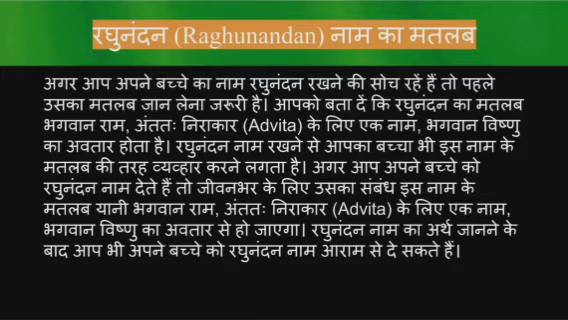 रघुनंदन (Raghunandan) नाम का मतलब
अगर आप अपने बच्चे का नाम रघुनंदन रखने की सोच रहें हैं तो पहले
उसका मतलब जान लेना जरूरी है। आपको बता दें कि रघुनंदन का मतलब
भगवान राम, अंततः निराकार (Advita) के लिए एक नाम, भगवान विष्णु
का अवतार होता है। रघुनंदन नाम रखने से आपका बच्चा भी इस नाम के
मतलब की तरह व्यव्हार करने लगता है। अगर आप अपने बच्चे को
रघुनंदन नाम देते हैं तो जीवनभर के लिए उसका संबंध इस नाम के
मतलब यानी भगवान राम, अंततः निराकार (Advita) के लिए एक नाम,
भगवान विष्णु का अवतार से हो जाएगा। रघुनंदन नाम का अर्थ जानने के
बाद आप भी अपने बच्चे को रघुनंदन नाम आराम से दे सकते हैं।